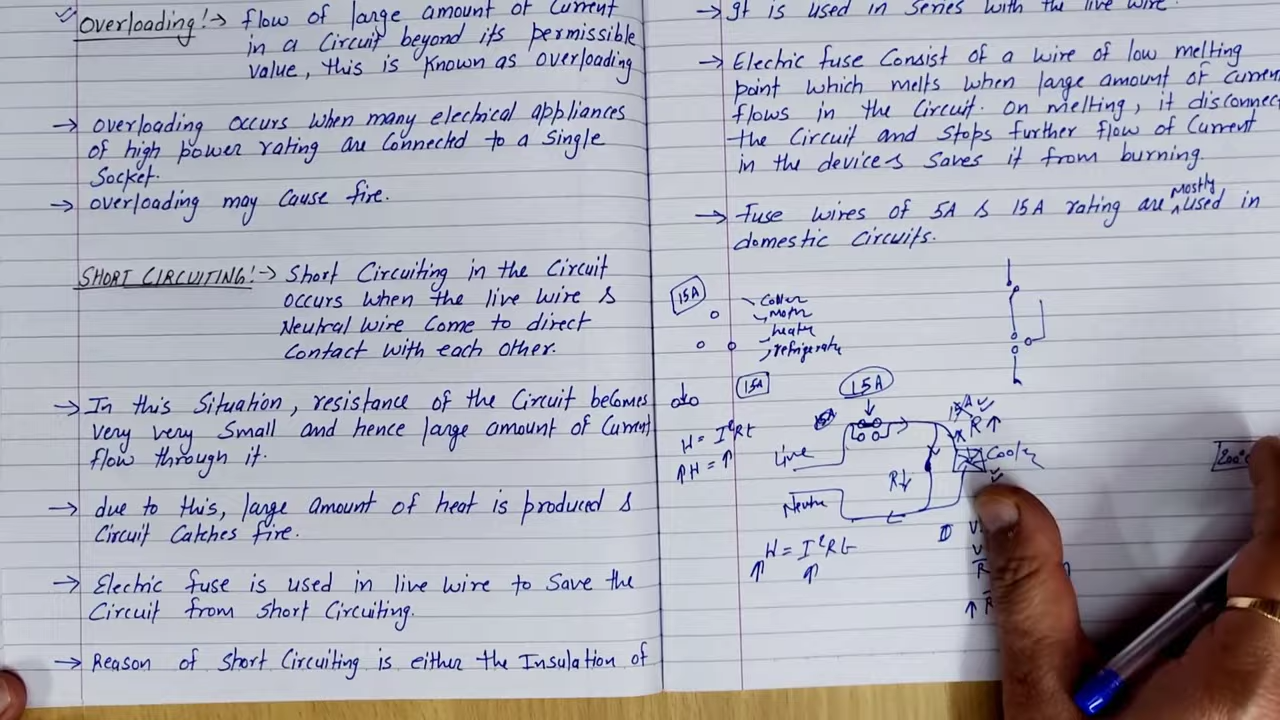 Overloading!→ flow of large amount of Current
in a Circuit beyond its permissible
value, this is known as overloading
→ overloading occurs when many electrical appliances
of high power rating are Connected to a Single
Socket.
→ overloading may Cause fire.
SHORT CIRCUITING!→ Short Circuiting in the Circuit
occurs when the live wire &
Neutral wire Come to direct
Contact with each other.
→ In this Situation, resistance of the Circuit becomes
very very Small and hence large amount of Current
flow through it.
→ due to this, large amount of heat is produced &
Circuit Catches fire.
→ Electric fuse is used in live wire to Save the
Circuit from Short Circuiting.
→ Reason of Short Circuiting is either the Insulation of
→ It is used in Series with the live wire.
→ Electric fuse Consist of a wire of low melting
point which melts when large amount of Curren
flows in the Circuit. On melting, it disconnec
the Circuit and Stops further flow of Current
in the device & Saves it from burning.
→ Fuse wires of 5A & 15A rating are mostly used in
domestic Circuits.
15A
Cooler
Motor
heater
refrigerator
15A
15A
H = I²Rt
↑H = ↑
Live
R↑
Cooler
R↓
Neutral
H = I²Rt
↑ ↑
200°C
V
R
↑ R